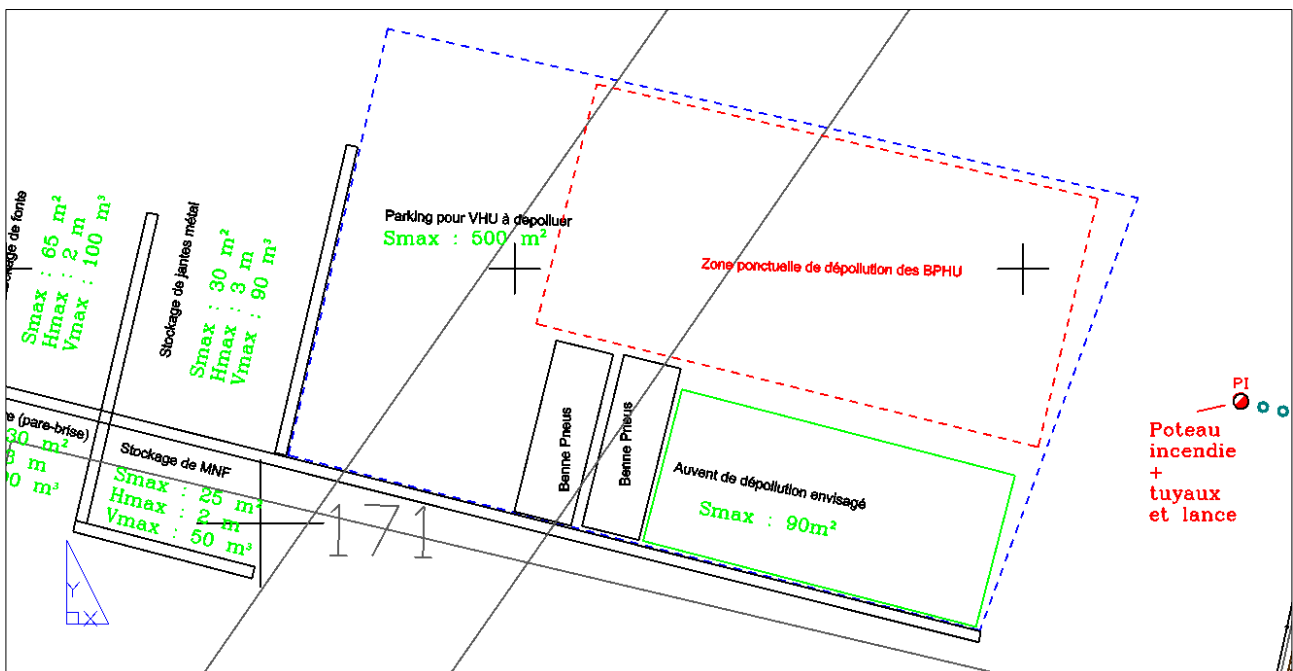 de fonte
Smax : 65 m²
Hmax : 2 m
Vmax : 100 m³
Stockage de jantes métal
Smax : 30 m²
Hmax : 3 m
Vmax : 90 m³
Parking pour VHU à depolluer
Smax : 500 m²
Zone ponctuelle de dépollution des BPHU
Benne Pneus
Benne Pneus
Auvent de dépollution envisagé
Smax : 90m²
PI
Poteau
incendie
+
tuyaux
et lance
(pare-brise)
30 m²
m
m³
Stockage de MNF
Smax : 25 m²
Hmax : 2 m
Vmax : 50 m³
171
Y
X